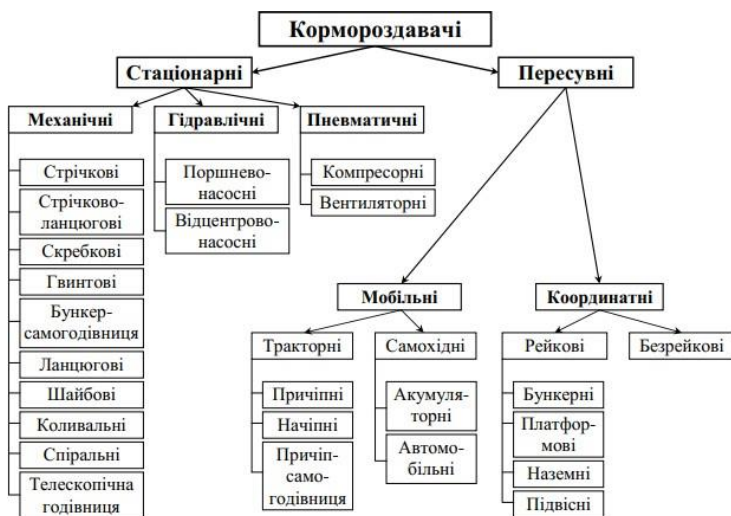 Кормороздавачі
Стаціонарні
Пересувні
Механічні
Гідравлічні
Пневматичні
Стрічкові
Стрічково-
ланцюгові
Скребкові
Гвинтові
Бункер-
самогодівниця
Ланцюгові
Шайбові
Коливальні
Спіральні
Телескопічна
годівниця
Поршнево-
насосні
Відцентрово-
насосні
Компресорні
Вентиляторні
Мобільні
Координатні
Тракторні
Самохідні
Рейкові
Безрейкові
Причіпні
Начіпні
Причіп-
само-
годівниця
Акумуля-
торні
Автомо-
більні
Бункерні
Платфор-
мові
Наземні
Підвісні